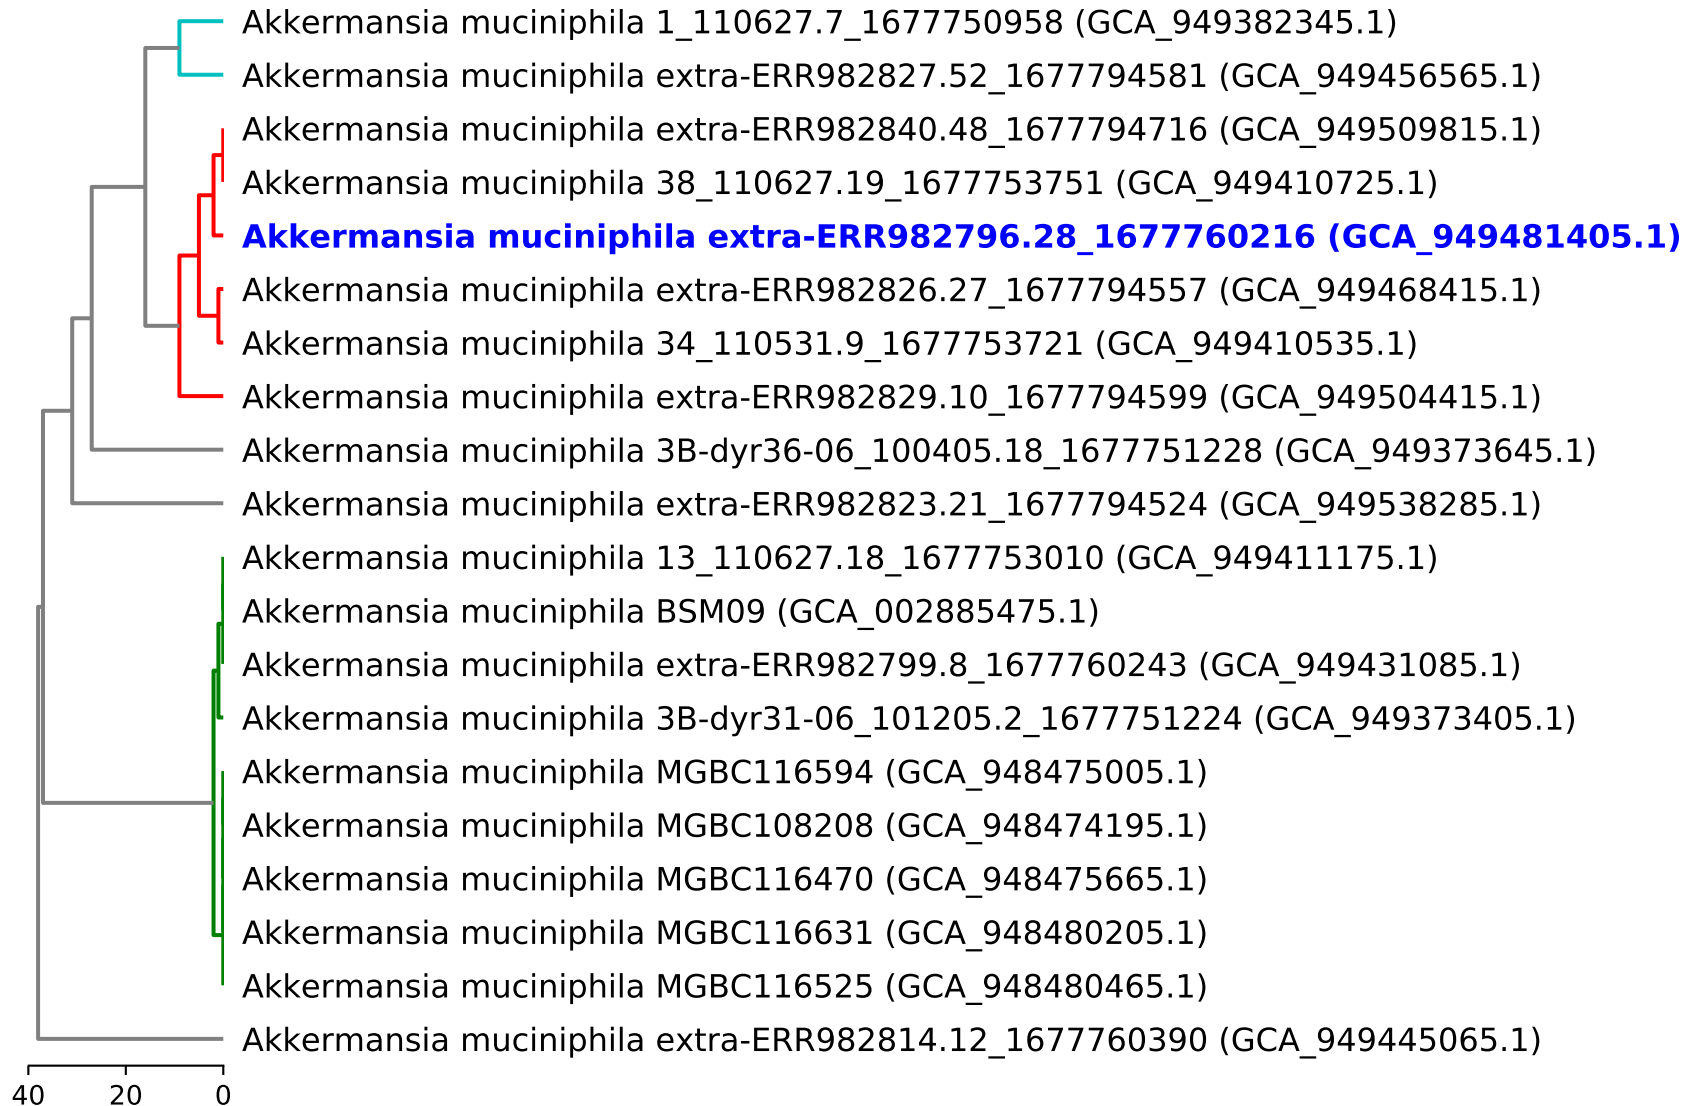 Akkermansia muciniphila 1_110627.7_1677750958 (GCA_949382345.1)
Akkermansia muciniphila extra-ERR982827.52_1677794581 (GCA_949456565.1)
Akkermansia muciniphila extra-ERR982840.48_1677794716 (GCA_949509815.1)
Akkermansia muciniphila 38_110627.19_1677753751 (GCA_949410725.1)
Akkermansia muciniphila extra-ERR982796.28_1677760216 (GCA_949481405.1)
Akkermansia muciniphila extra-ERR982826.27_1677794557 (GCA_949468415.1)
Akkermansia muciniphila 34_110531.9_1677753721 (GCA_949410535.1)
Akkermansia muciniphila extra-ERR982829.10_1677794599 (GCA_949504415.1)
Akkermansia muciniphila 3B-dyr36-06_100405.18_1677751228 (GCA_949373645.1)
Akkermansia muciniphila extra-ERR982823.21_1677794524 (GCA_949538285.1)
Akkermansia muciniphila 13_110627.18_1677753010 (GCA_949411175.1)
Akkermansia muciniphila BSM09 (GCA_002885475.1)
Akkermansia muciniphila extra-ERR982799.8_1677760243 (GCA_949431085.1)
Akkermansia muciniphila 3B-dyr31-06_101205.2_1677751224 (GCA_949373405.1)
Akkermansia muciniphila MGBC116594 (GCA_948475005.1)
Akkermansia muciniphila MGBC108208 (GCA_948474195.1)
Akkermansia muciniphila MGBC116470 (GCA_948475665.1)
Akkermansia muciniphila MGBC116631 (GCA_948480205.1)
Akkermansia muciniphila MGBC116525 (GCA_948480465.1)
Akkermansia muciniphila extra-ERR982814.12_1677760390 (GCA_949445065.1)
40 20 0